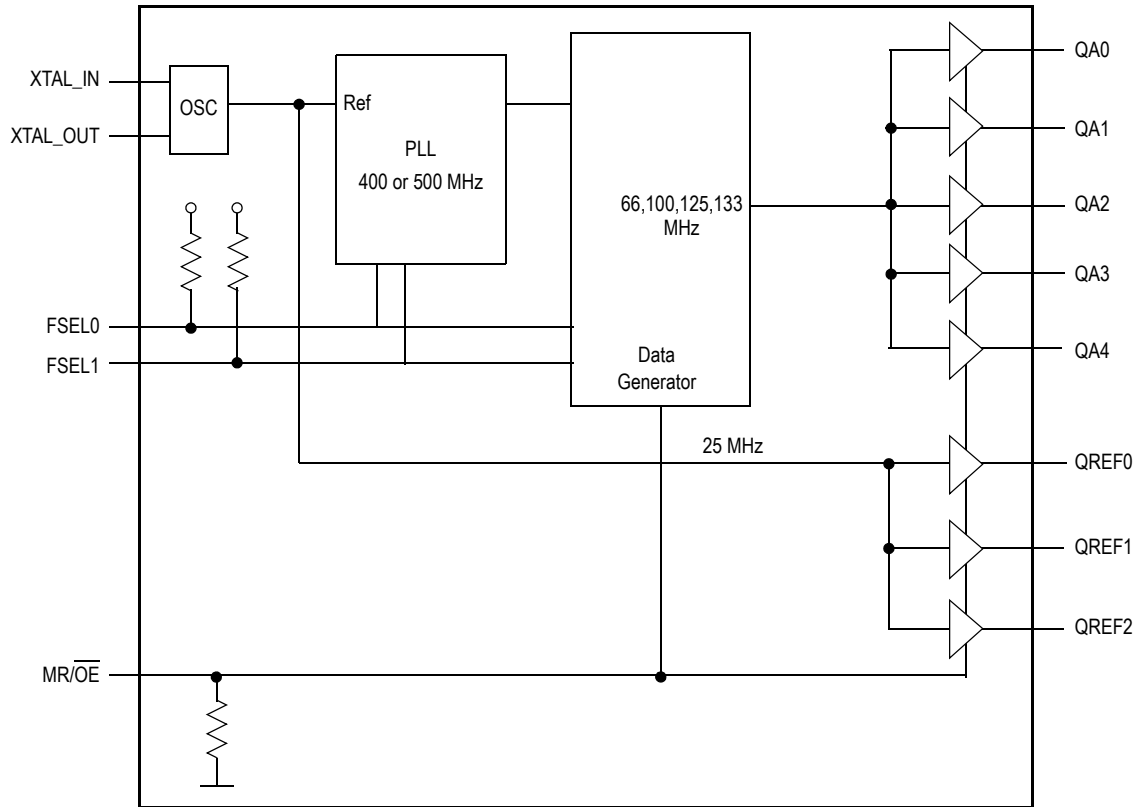 XTAL_IN
XTAL_OUT
OSC
Ref
PLL
400 or 500 MHz
66,100,125,133
MHz
Data
Generator
FSEL0
FSEL1
25 MHz
MR/O̅E̅
QA0
QA1
QA2
QA3
QA4
QREF0
QREF1
QREF2